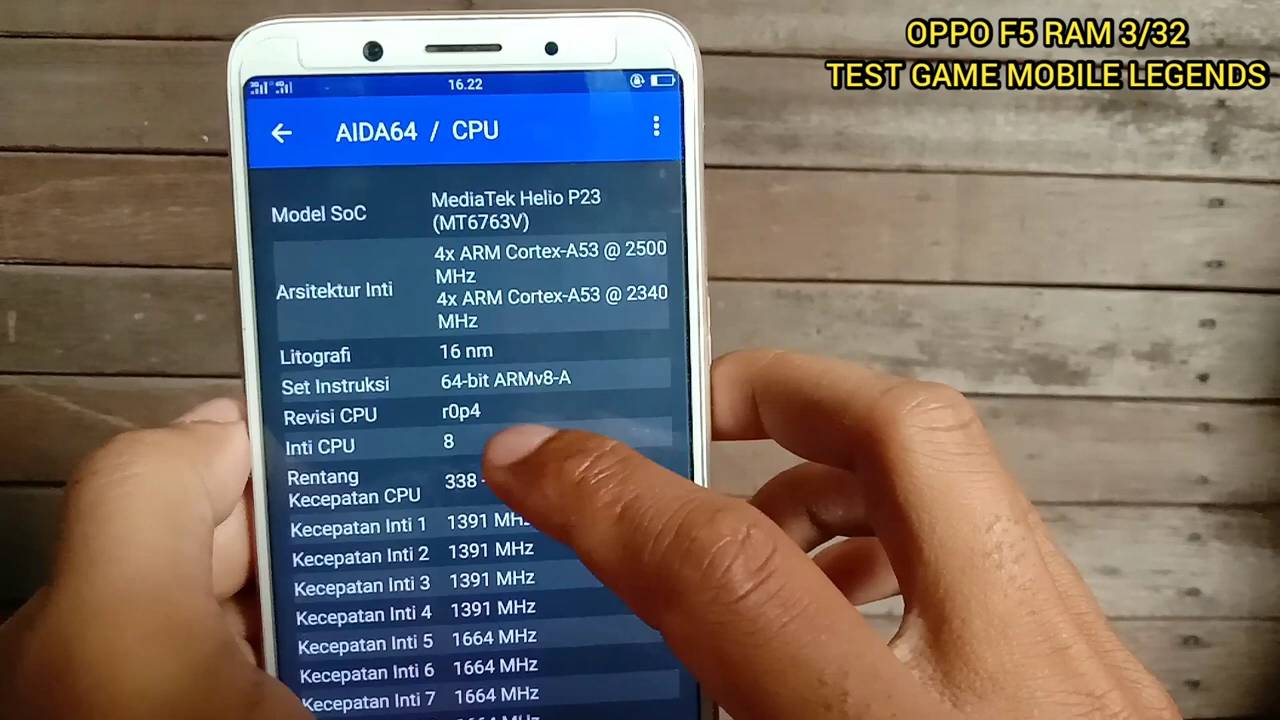 OPPO F5 RAM 3/32
TEST GAME MOBILE LEGENDS
16.22
AIDA64 / CPU
Model SoC
MediaTek Helio P23
(MT6763V)
Arsitektur Inti
4x ARM Cortex-A53 @ 2500
MHz
4x ARM Cortex-A53 @ 2340
MHz
Litografi 16 nm
Set Instruksi 64-bit ARMv8-A
Revisi CPU r0p4
Inti CPU 8
Rentang
Kecepatan CPU 338 -
Kecepatan Inti 1 1391 MHz
Kecepatan Inti 2 1391 MHz
Kecepatan Inti 3 1391 MHz
Kecepatan Inti 4 1391 MHz
Kecepatan Inti 5 1664 MHz
Kecepatan Inti 6 1664 MHz
Kecepatan Inti 7 1664 MHz
1664 MHz